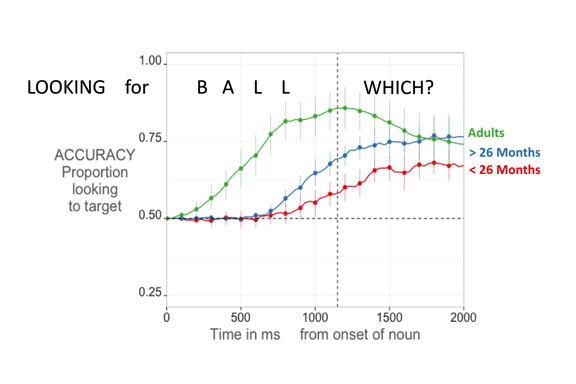 1.00
LOOKING for B A L L WHICH?
Adults
0.75
> 26 Months
ACCURACY
Proportion
looking
to target
< 26 Months
0.50
0.25
0 500 1000 1500 2000
Time in ms from onset of noun